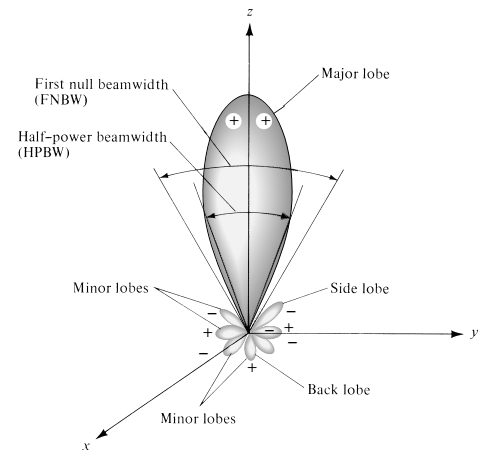 z
Major lobe
First null beamwidth
(FNBW)
+ +
Half–power beamwidth
(HPBW)
Minor lobes
Side lobe
− −
+ − +
y
− −
+
Back lobe
Minor lobes
x